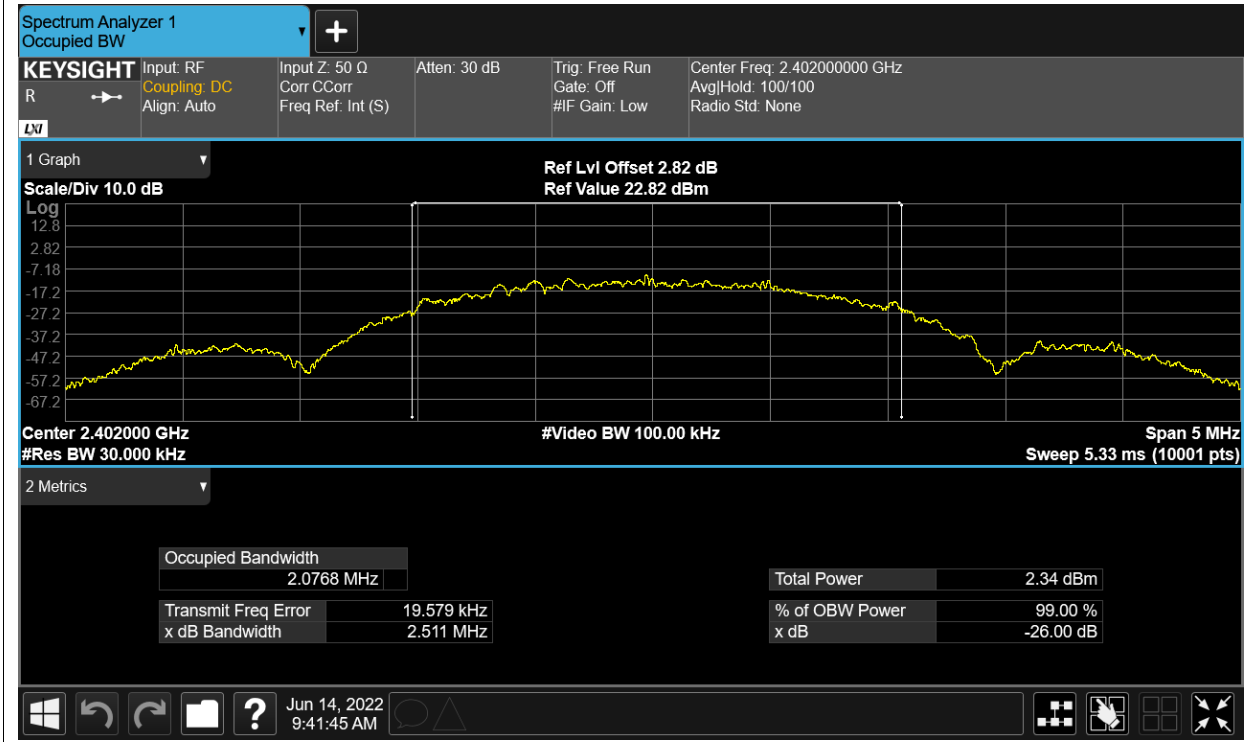 Spectrum Analyzer 1
Occupied BW
KEYSIGHT Input: RF Input Z: 50 Ω Atten: 30 dB Trig: Free Run Center Freq: 2.402000000 GHz
R Coupling: DC Corr CCorr Gate: Off Avg|Hold: 100/100
Align: Auto Freq Ref: Int (S) #IF Gain: Low Radio Std: None
LXI
1 Graph
Ref Lvl Offset 2.82 dB
Scale/Div 10.0 dB Ref Value 22.82 dBm
Log
12.8
2.82
-7.18
-17.2
-27.2
-37.2
-47.2
-57.2
-67.2
Center 2.402000 GHz #Video BW 100.00 kHz Span 5 MHz
#Res BW 30.000 kHz Sweep 5.33 ms (10001 pts)
2 Metrics
Occupied Bandwidth
2.0768 MHz Total Power 2.34 dBm
Transmit Freq Error 19.579 kHz % of OBW Power 99.00 %
x dB Bandwidth 2.511 MHz x dB -26.00 dB
? Jun 14, 2022
9:41:45 AM